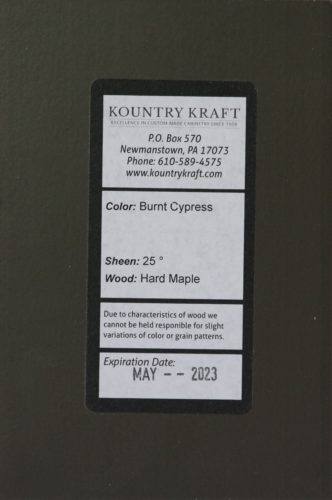 KOUNTRY KRAFT
EXCELLENCE IN CUSTOM MADE CABINETRY SINCE 1959
P.O. Box 570
Newmanstown, PA 17073
Phone: 610-589-4575
www.kountrykraft.com
Color: Burnt Cypress
Sheen: 25 °
Wood: Hard Maple
Due to characteristics of wood we
cannot be held responible for slight
variations of color or grain patterns.
Expiration Date:
MAY -- 2023